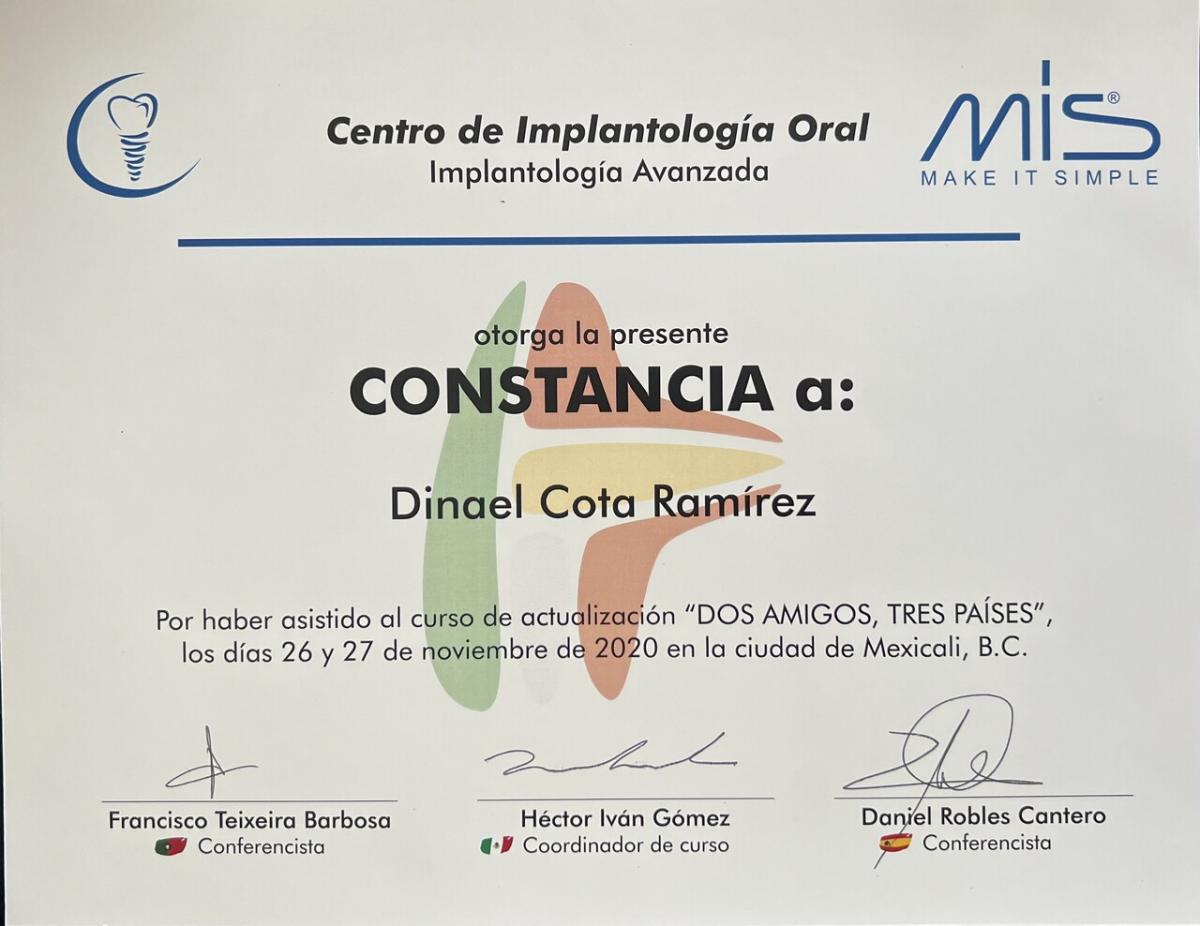 Centro de Implantología Oral
Implantología Avanzada
MIS®
MAKE IT SIMPLE
otorga la presente
CONSTANCIA a:
Dinael Cota Ramírez
Por haber asistido al curso de actualización “DOS AMIGOS, TRES PAÍSES”,
los días 26 y 27 de noviembre de 2020 en la ciudad de Mexicali, B.C.
Francisco Teixeira Barbosa
Conferencista
Héctor Iván Gómez
Coordinador de curso
Daniel Robles Cantero
Conferencista